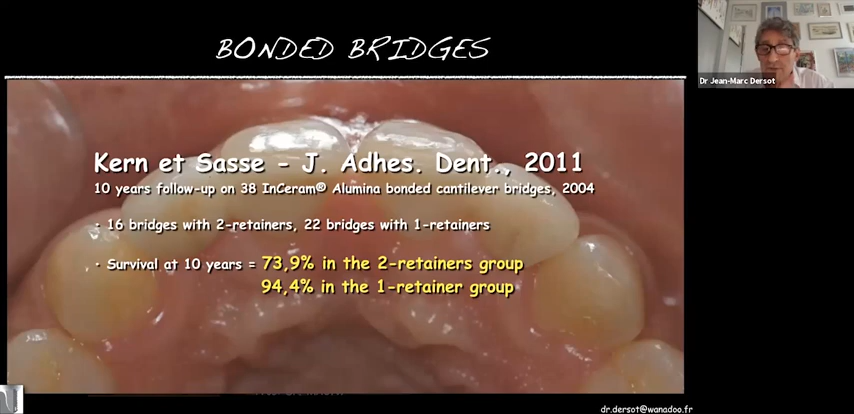 BONDED BRIDGES
Kern et Sasse - J. Adhes. Dent., 2011
10 years follow-up on 38 InCeram® Alumina bonded cantilever bridges, 2004
· 16 bridges with 2-retainers, 22 bridges with 1-retainers
· Survival at 10 years = 73,9% in the 2-retainers group
94,4% in the 1-retainer group
Dr Jean-Marc Dersot
dr.dersot@wanadoo.fr